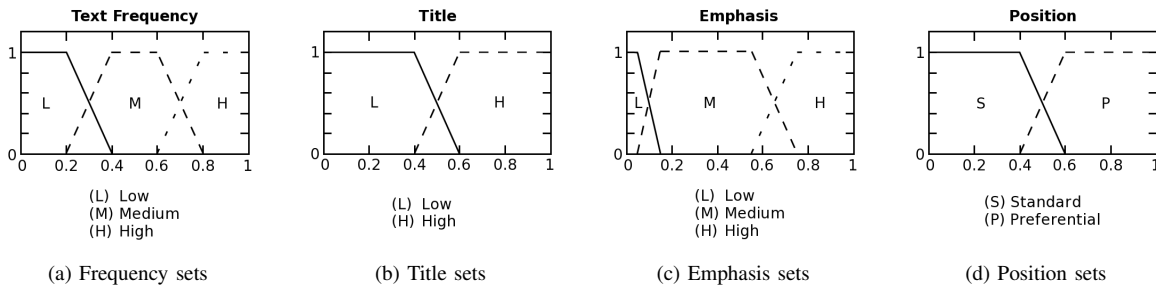 Text Frequency
1
L
M
H
0
0 0.2 0.4 0.6 0.8 1
(L) Low
(M) Medium
(H) High
(a) Frequency sets
Title
1
L
H
0
0 0.2 0.4 0.6 0.8 1
(L) Low
(H) High
(b) Title sets
Emphasis
1
L
M
H
0
0 0.2 0.4 0.6 0.8 1
(L) Low
(M) Medium
(H) High
(c) Emphasis sets
Position
1
S
P
0
0 0.2 0.4 0.6 0.8 1
(S) Standard
(P) Preferential
(d) Position sets